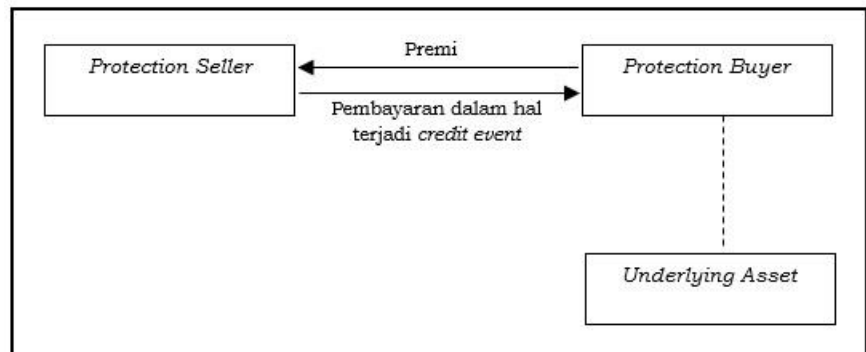 Premi
Protection Seller
Protection Buyer
Pembayaran dalam hal
terjadi credit event
Underlying Asset